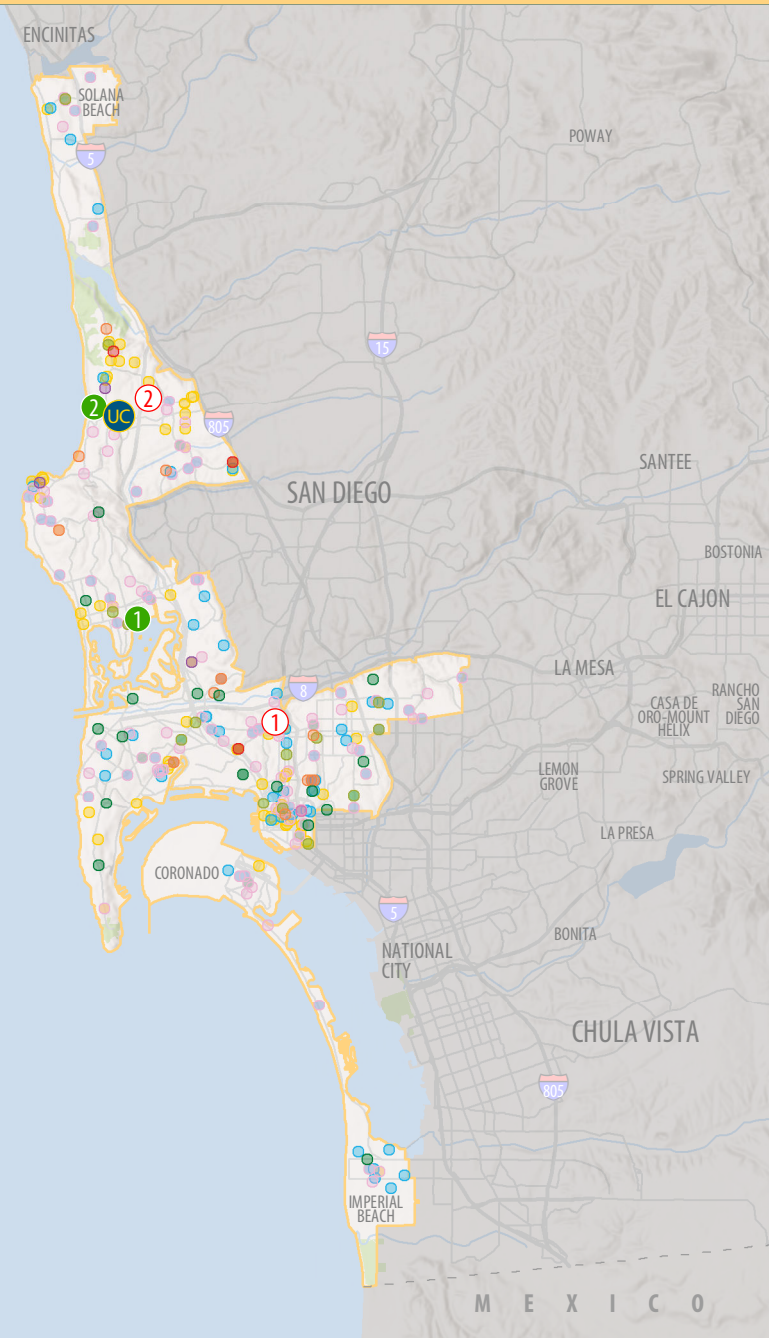 ENCINITAS
SOLANA
BEACH
POWAY
5
15
2
2
UC
805
SANTEE
SAN DIEGO
BOSTONIA
EL CAJON
1
LA MESA
8
RANCHO
SAN
DIEGO
CASA DE
ORO-MOUNT
HELIX
1
LEMON
GROVE
SPRING VALLEY
LA PRESA
CORONADO
5
BONITA
NATIONAL
CITY
CHULA VISTA
805
IMPERIAL
BEACH
MEXICO